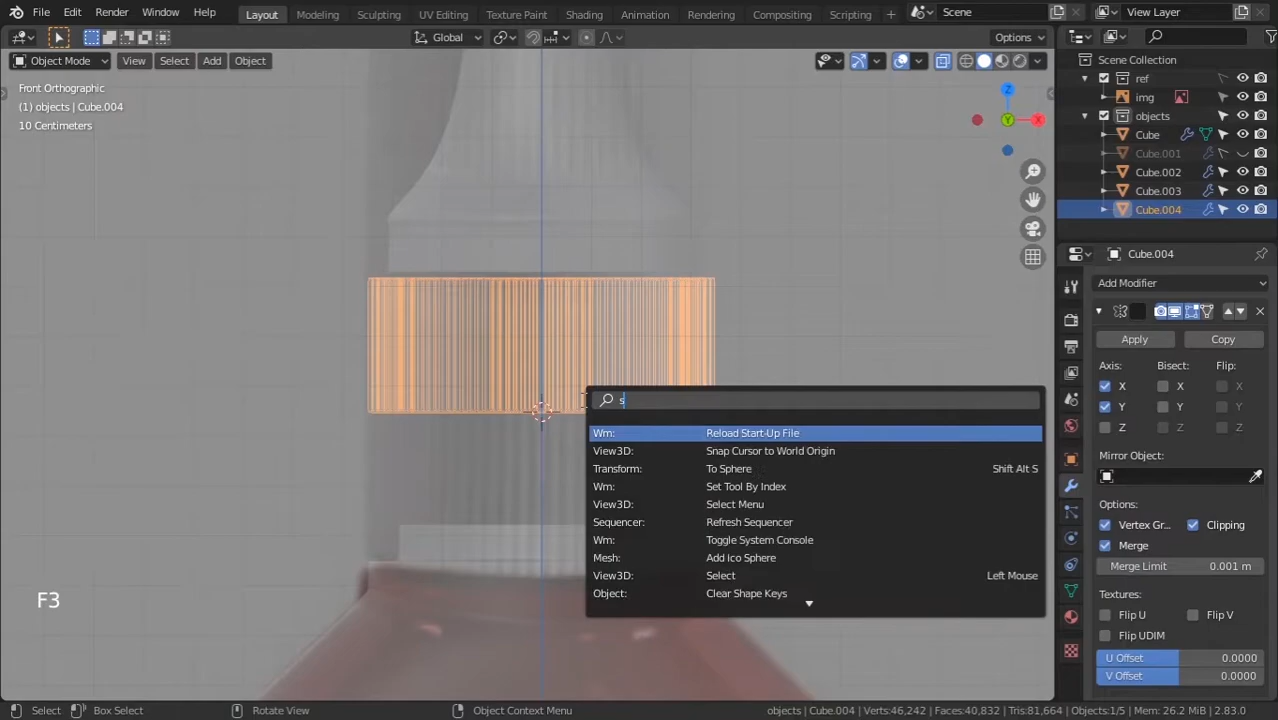 File Edit Render Window Help Layout Modeling Sculpting UV Editing Texture Paint Shading Animation Rendering Compositing Scripting + Scene View Layer
Global Options
Object Mode View Select Add Object
Front Orthographic
(1) objects | Cube.004
10 Centimeters
Z
Y
X
Scene Collection
ref
img
objects
Cube
Cube.001
Cube.002
Cube.003
Cube.004
Cube.004
Add Modifier
Apply Copy
Axis: Bisect: Flip:
X X X
Y Y Y
Z Z Z
Mirror Object:
Options:
Vertex Gr... Clipping
Merge
Merge Limit 0.001 m
Textures:
Flip U Flip V
Flip UDIM
U Offset 0.0000
V Offset 0.0000
s
Wm: Reload Start-Up File
View3D: Snap Cursor to World Origin
Transform: To Sphere Shift Alt S
Wm: Set Tool By Index
View3D: Select Menu
Sequencer: Refresh Sequencer
Wm: Toggle System Console
Mesh: Add Ico Sphere
View3D: Select Left Mouse
Object: Clear Shape Keys
F3
Select Box Select Rotate View Object Context Menu objects | Cube.004 | Verts:46,242 | Faces:40,832 | Tris:81,664 | Objects:1/5 | Mem: 26.2 MiB | 2.83.0